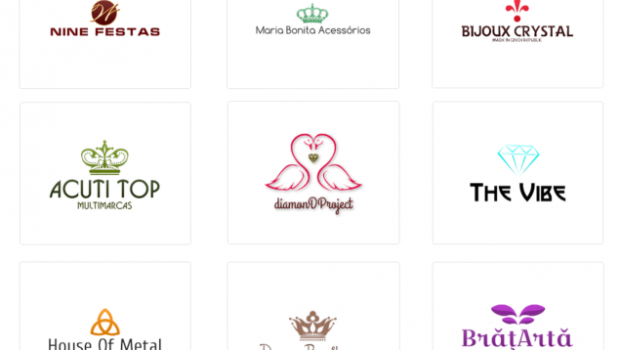 NINE FESTAS
Maria Bonita Acessórios
BIJOUX CRYSTAL
ACUTI TOP
MULTIMARCAS
diamonDProject
THE VIBE
House Of Metal
BrățArtă